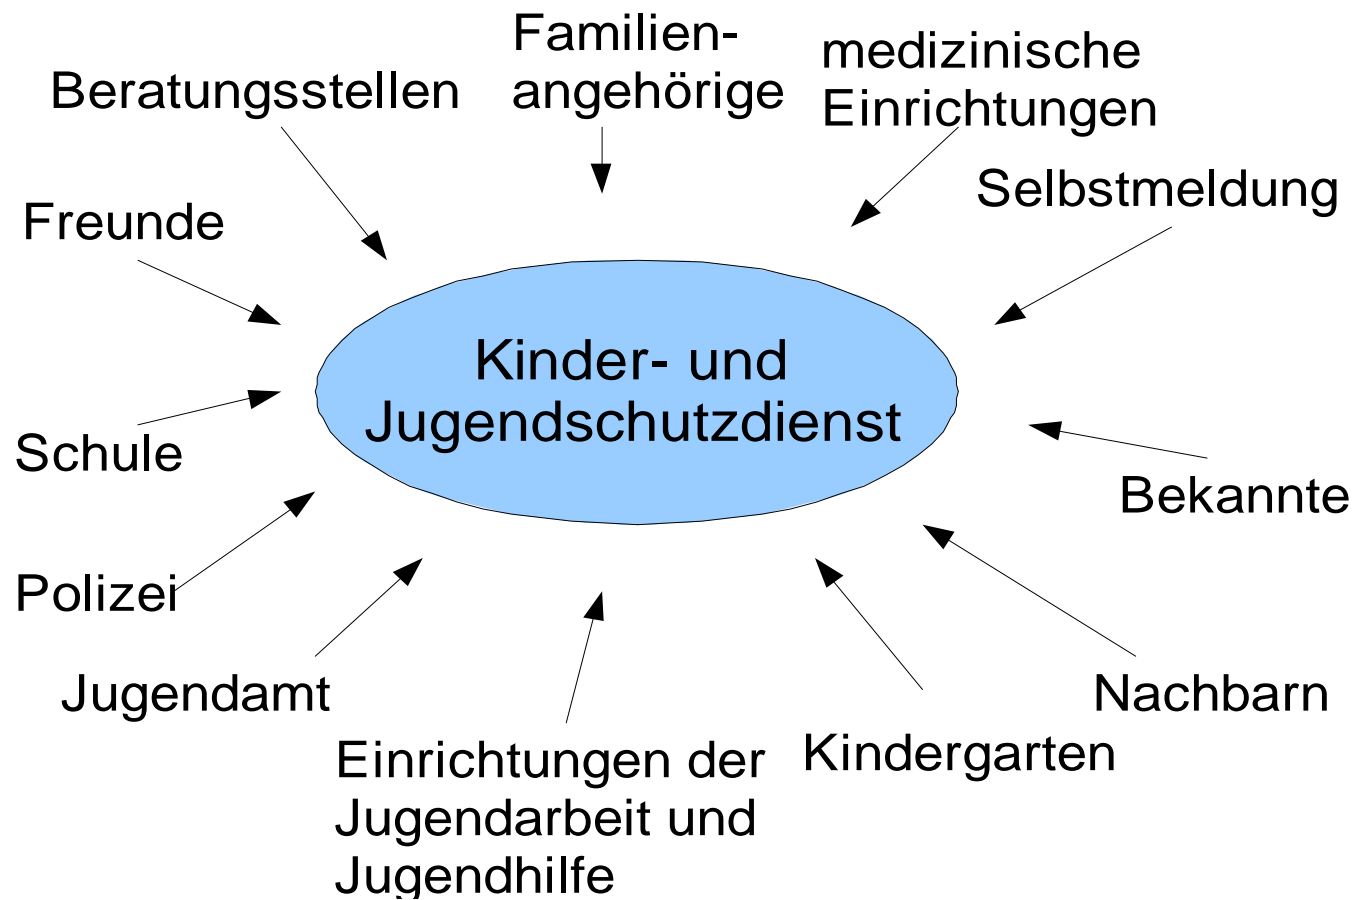 Familien-
angehörige
medizinische
Einrichtungen
Beratungsstellen
Selbstmeldung
Freunde
Kinder- und
Jugendschutzdienst
Schule
Bekannte
Polizei
Jugendamt
Nachbarn
Einrichtungen der
Jugendarbeit und
Jugendhilfe
Kindergarten